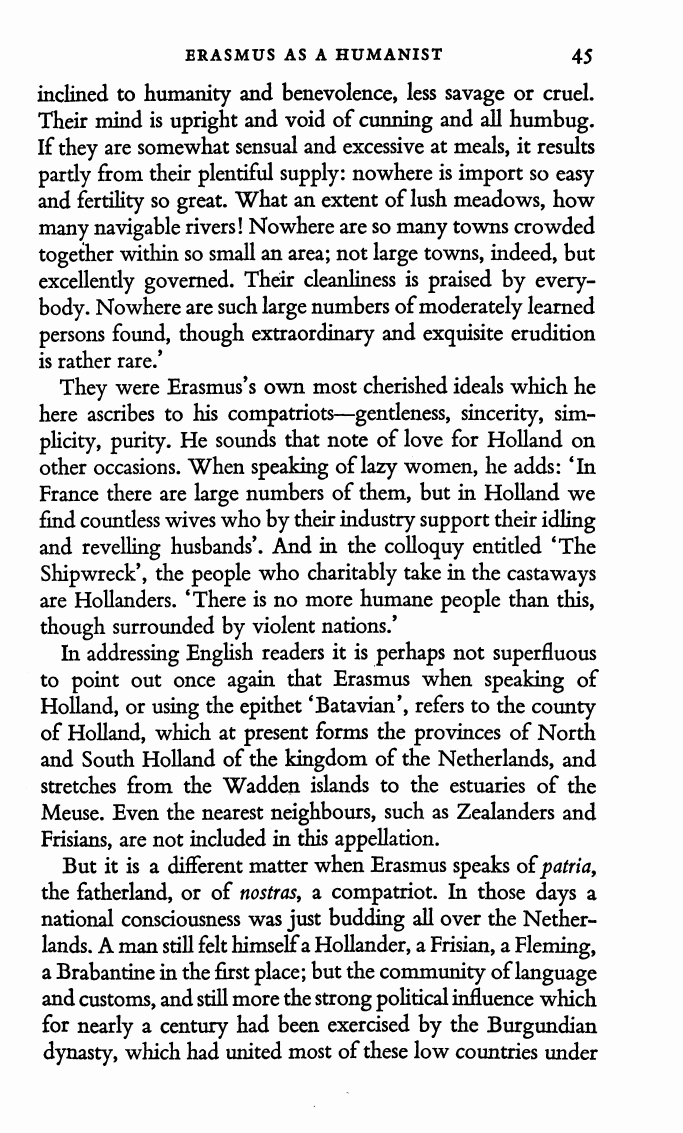 ERASMUS AS A HUMANIST 45
inclined to humanity and benevolence, less savage or cruel.
Their mind is upright and void of cunning and all humbug.
If they are somewhat sensual and excessive at meals, it results
partly from their plentiful supply: nowhere is import so easy
and fertility so great. What an extent of lush meadows, how
many navigable rivers! Nowhere are so many towns crowded
together within so small an area; not large towns, indeed, but
excellently governed. Their cleanliness is praised by every-
body. Nowhere are such large numbers of moderately learned
persons found, though extraordinary and exquisite erudition
is rather rare.’
They were Erasmus’s own most cherished ideals which he
here ascribes to his compatriots—gentleness, sincerity, sim-
plicity, purity. He sounds that note of love for Holland on
other occasions. When speaking of lazy women, he adds: ‘In
France there are large numbers of them, but in Holland we
find countless wives who by their industry support their idling
and revelling husbands’. And in the colloquy entitled ‘The
Shipwreck’, the people who charitably take in the castaways
are Hollanders. ‘There is no more humane people than this,
though surrounded by violent nations.’
In addressing English readers it is perhaps not superfluous
to point out once again that Erasmus when speaking of
Holland, or using the epithet ‘Batavian’, refers to the county
of Holland, which at present forms the provinces of North
and South Holland of the kingdom of the Netherlands, and
stretches from the Wadden islands to the estuaries of the
Meuse. Even the nearest neighbours, such as Zealanders and
Frisians, are not included in this appellation.
But it is a different matter when Erasmus speaks of patria,
the fatherland, or of nostras, a compatriot. In those days a
national consciousness was just budding all over the Nether-
lands. A man still felt himself a Hollander, a Frisian, a Fleming,
a Brabantine in the first place; but the community of language
and customs, and still more the strong political influence which
for nearly a century had been exercised by the Burgundian
dynasty, which had united most of these low countries under